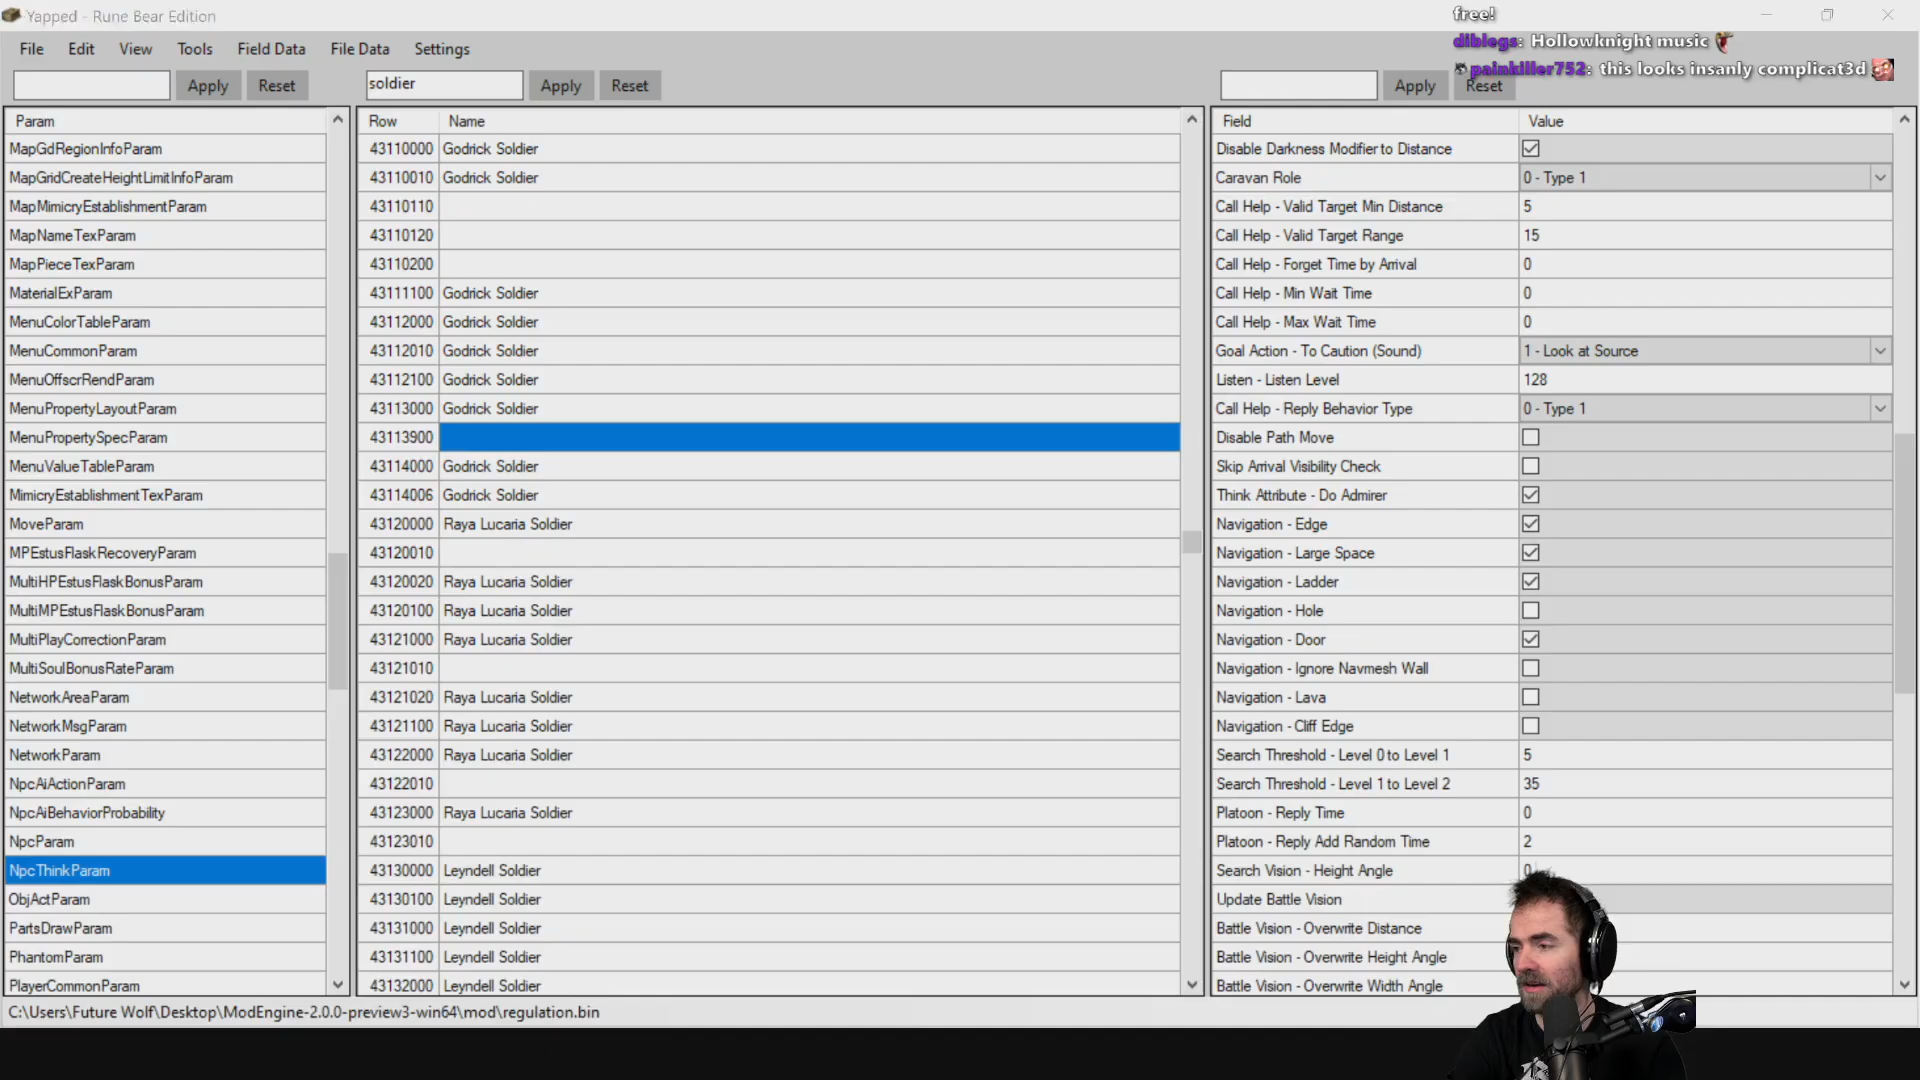 Yapped - Rune Bear Edition
free!
File Edit View Tools Field Data File Data Settings
diblegs: Hollowknight music
painkiller752: this looks insanly complicat3d
Apply Reset soldier Apply Reset Apply Reset
Param
MapGdRegionInfoParam
MapGridCreateHeightLimitInfoParam
MapMimicryEstablishmentParam
MapNameTexParam
MapPieceTexParam
MaterialExParam
MenuColorTableParam
MenuCommonParam
MenuOffscrRendParam
MenuPropertyLayoutParam
MenuPropertySpecParam
MenuValueTableParam
MimicryEstablishmentTexParam
MoveParam
MPEstusFlaskRecoveryParam
MultiHPEstusFlaskBonusParam
MultiMPEstusFlaskBonusParam
MultiPlayCorrectionParam
MultiSoulBonusRateParam
NetworkAreaParam
NetworkMsgParam
NetworkParam
NpcAiActionParam
NpcAiBehaviorProbability
NpcParam
NpcThinkParam
ObjActParam
PartsDrawParam
PhantomParam
PlayerCommonParam
Row Name
43110000 Godrick Soldier
43110010 Godrick Soldier
43110110
43110120
43110200
43111100 Godrick Soldier
43112000 Godrick Soldier
43112010 Godrick Soldier
43112100 Godrick Soldier
43113000 Godrick Soldier
43113900
43114000 Godrick Soldier
43114006 Godrick Soldier
43120000 Raya Lucaria Soldier
43120010
43120020 Raya Lucaria Soldier
43120100 Raya Lucaria Soldier
43121000 Raya Lucaria Soldier
43121010
43121020 Raya Lucaria Soldier
43121100 Raya Lucaria Soldier
43122000 Raya Lucaria Soldier
43122010
43123000 Raya Lucaria Soldier
43123010
43130000 Leyndell Soldier
43130100 Leyndell Soldier
43131000 Leyndell Soldier
43131100 Leyndell Soldier
43132000 Leyndell Soldier
Field Value
Disable Darkness Modifier to Distance
Caravan Role 0 - Type 1
Call Help - Valid Target Min Distance 5
Call Help - Valid Target Range 15
Call Help - Forget Time by Arrival 0
Call Help - Min Wait Time 0
Call Help - Max Wait Time 0
Goal Action - To Caution (Sound) 1 - Look at Source
Listen - Listen Level 128
Call Help - Reply Behavior Type 0 - Type 1
Disable Path Move
Skip Arrival Visibility Check
Think Attribute - Do Admirer
Navigation - Edge
Navigation - Large Space
Navigation - Ladder
Navigation - Hole
Navigation - Door
Navigation - Ignore Navmesh Wall
Navigation - Lava
Navigation - Cliff Edge
Search Threshold - Level 0 to Level 1 5
Search Threshold - Level 1 to Level 2 35
Platoon - Reply Time 0
Platoon - Reply Add Random Time 2
Search Vision - Height Angle 0
Update Battle Vision
Battle Vision - Overwrite Distance
Battle Vision - Overwrite Height Angle
Battle Vision - Overwrite Width Angle
C:\Users\Future Wolf\Desktop\ModEngine-2.0.0-preview3-win64\mod\regulation.bin